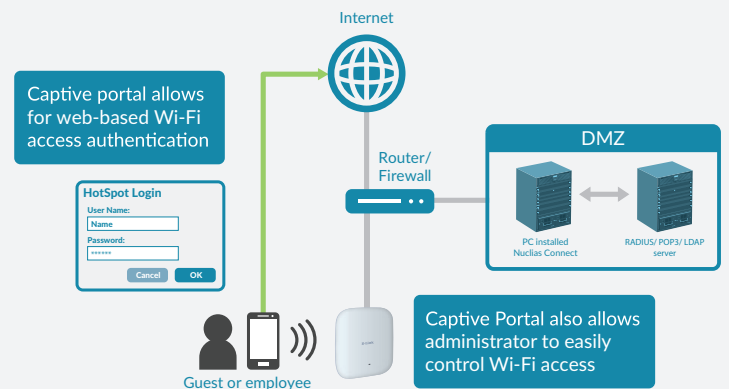 Internet
Captive portal allows
for web-based Wi-Fi
access authentication
HotSpot Login
User Name:
Name
Password:
******
Cancel
OK
Router/
Firewall
DMZ
PC installed
Nuclias Connect
RADIUS/ POP3/ LDAP
server
Captive Portal also allows
administrator to easily
control Wi-Fi access
Guest or employee